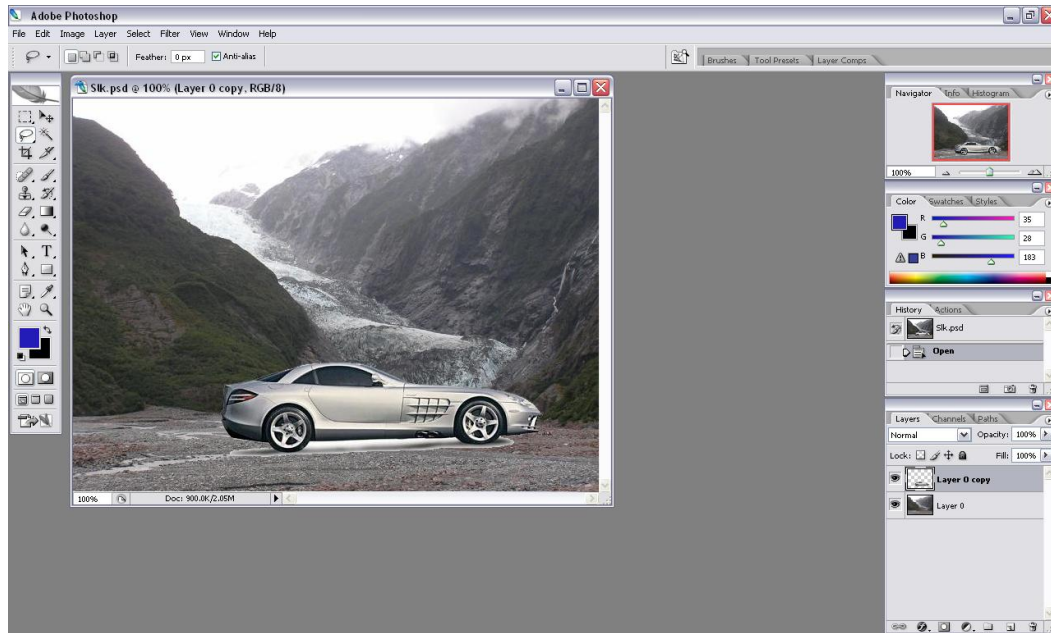 Adobe Photoshop
File Edit Image Layer Select Filter View Window Help
Feather: 0 px Anti-alias
Brushes Tool Presets Layer Comps
Slk.psd @ 100% (Layer 0 copy, RGB/8)
100% Doc: 900.0K/2.05M
Navigator Info Histogram
100%
Color Swatches Styles
R 35
G 28
B 183
History Actions
Slk.psd
Open
Layers Channels Paths
Normal Opacity: 100%
Lock: Fill: 100%
Layer 0 copy
Layer 0